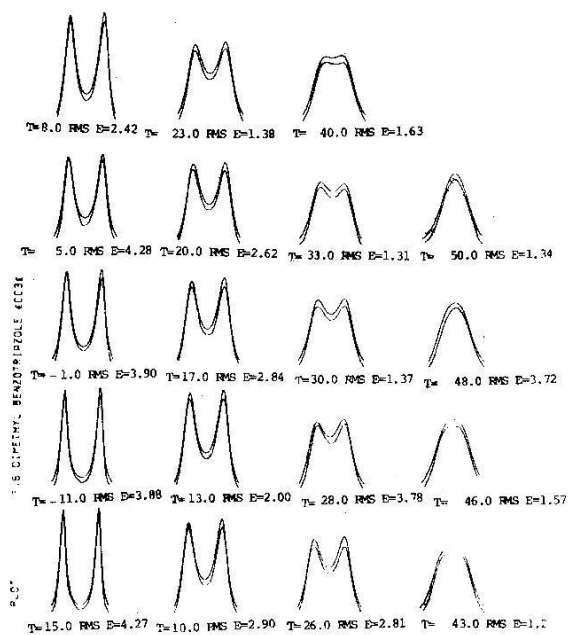 T=8.0 RMS E=2.42
T= 23.0 RMS E=1.38
T= 40.0 RMS E=1.63
T= 5.0 RMS E=4.28
T=20.0 RMS E=2.62
T= 33.0 RMS E=1.31
T= 50.0 RMS E=1.34
T= -1.0 RMS E=3.90
T=17.0 RMS E=2.84
T= 30.0 RMS E=1.37
T= 48.0 RMS E=3.72
T= -11.0 RMS E=3.88
T= 13.0 RMS E=2.00
T= 28.0 RMS E=3.78
T= 46.0 RMS E=1.57
T=15.0 RMS E=4.27
T=10.0 RMS E=2.90
T= 26.0 RMS E=2.81
T= 43.0 RMS
PLOT
DIMETHYL BENZOTRIAZOLE